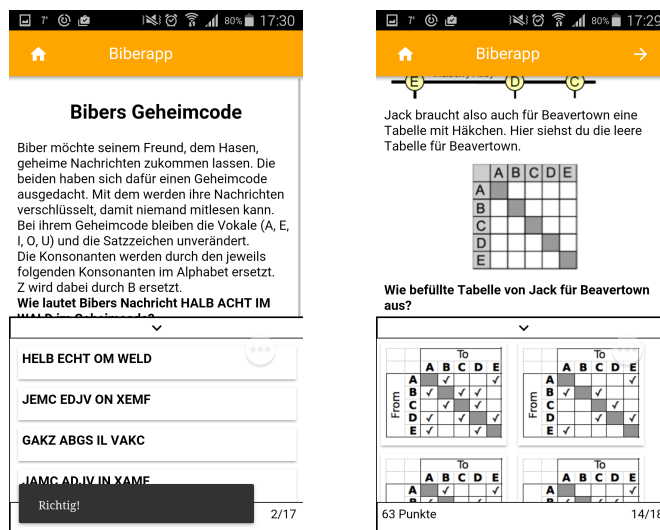 7° 80% 17:30
Biberapp
Bibers Geheimcode
Biber möchte seinem Freund, dem Hasen,
geheime Nachrichten zukommen lassen. Die
beiden haben sich dafür einen Geheimcode
ausgedacht. Mit dem werden ihre Nachrichten
verschlüsselt, damit niemand mitlesen kann.
Bei ihrem Geheimcode bleiben die Vokale (A, E,
I, O, U) und die Satzzeichen unverändert.
Die Konsonanten werden durch den jeweils
folgenden Konsonanten im Alphabet ersetzt.
Z wird dabei durch B ersetzt.
Wie lautet Bibers Nachricht HALB ACHT IM
WALD im Geheimcode?
HELB ECHT OM WELD
JEMC EDJV ON XEMF
GAKZ ABGS IL VAKC
JAMC ADJV IN XAMF
Richtig!
2/17
7° 80% 17:29
Biberapp
E D C
Jack braucht also auch für Beavertown eine
Tabelle mit Häkchen. Hier siehst du die leere
Tabelle für Beavertown.
A B C D E
A
B
C
D
E
Wie befüllte Tabelle von Jack für Beavertown
aus?
To
A B C D E
From
A ✓ ✓
B ✓ ✓ ✓
C ✓ ✓
D ✓ ✓ ✓
E ✓ ✓
To
A B C D E
From
A ✓
B ✓
C ✓
D ✓
E ✓
To
A B C D E
A ✓ ✓
B
To
A B C D E
A ✓
B
63 Punkte
14/18